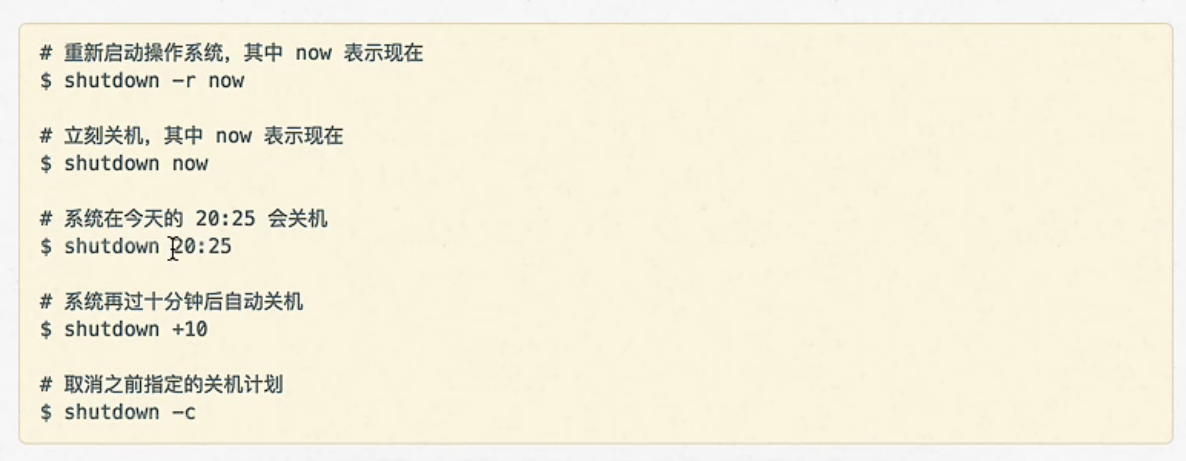 # 重新启动操作系统，其中 now 表示现在
$ shutdown -r now
# 立刻关机，其中 now 表示现在
$ shutdown now
# 系统在今天的 20:25 会关机
$ shutdown 20:25
# 系统再过十分钟后自动关机
$ shutdown +10
# 取消之前指定的关机计划
$ shutdown -c